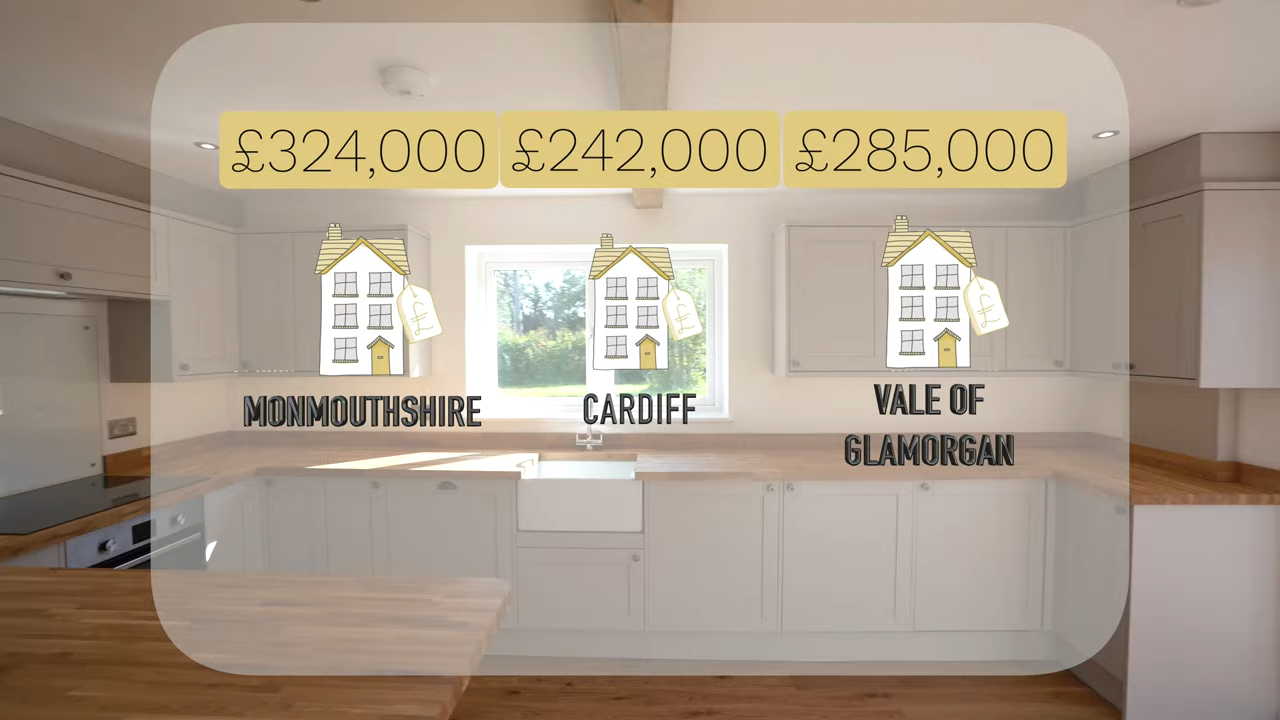 £324,000 £242,000 £285,000
£ £ £
MONMOUTHSHIRE CARDIFF VALE OF
GLAMORGAN